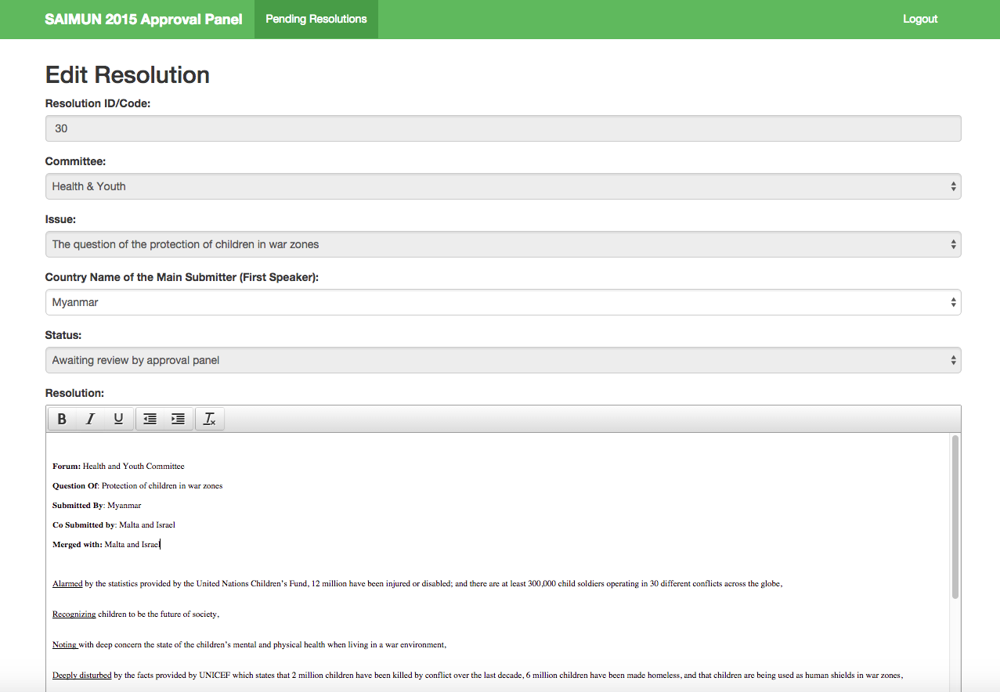 SAIMUN 2015 Approval Panel Pending Resolutions Logout
Edit Resolution
Resolution ID/Code:
30
Committee:
Health & Youth
Issue:
The question of the protection of children in war zones
Country Name of the Main Submitter (First Speaker):
Myanmar
Status:
Awaiting review by approval panel
Resolution:
B I U Tx
Forum: Health and Youth Committee
Question Of: Protection of children in war zones
Submitted By: Myanmar
Co Submitted by: Malta and Israel
Merged with: Malta and Israel
Alarmed by the statistics provided by the United Nations Children’s Fund, 12 million have been injured or disabled; and there are at least 300,000 child soldiers operating in 30 different conflicts across the globe,
Recognizing children to be the future of society,
Noting with deep concern the state of the children’s mental and physical health when living in a war environment,
Deeply disturbed by the facts provided by UNICEF which states that 2 million children have been killed by conflict over the last decade, 6 million children have been made homeless, and that children are being used as human shields in war zones,